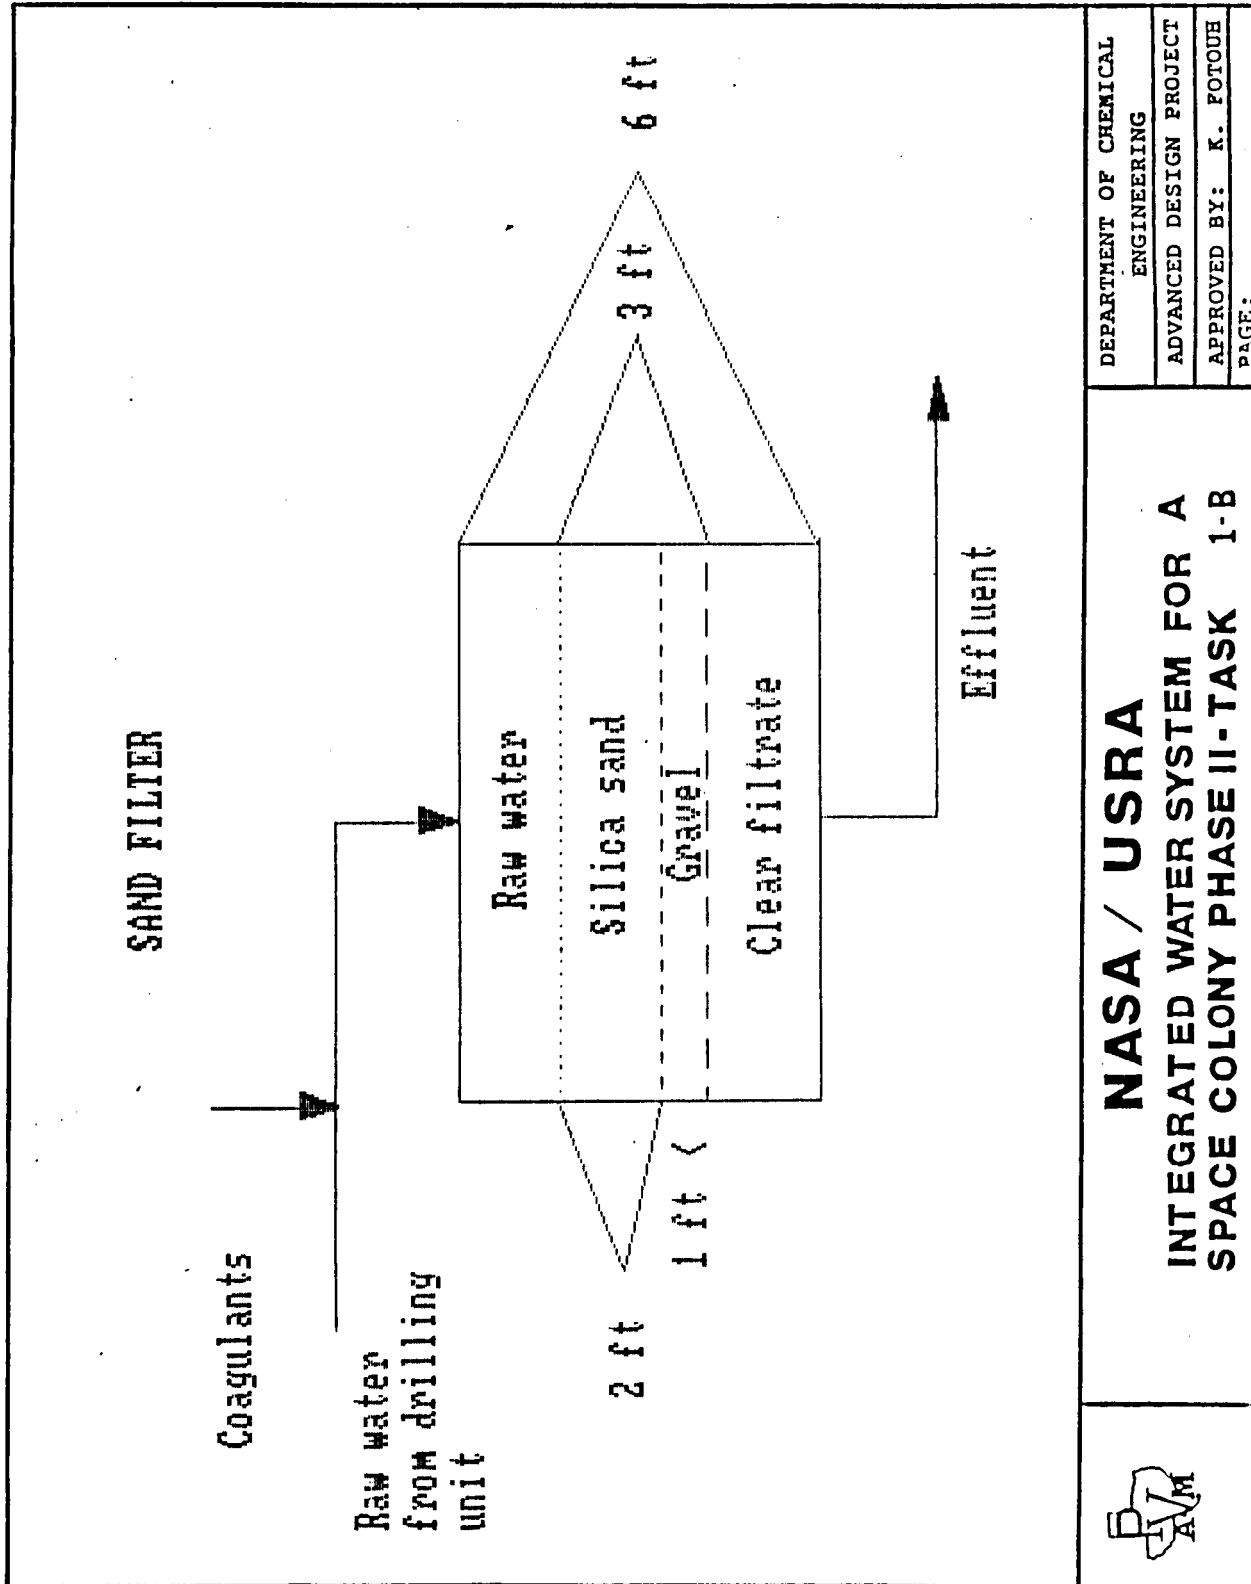 SAND FILTER
Coagulants
Raw water
from drilling
unit
Raw water
Silica sand
Gravel
Clear filtrate
2 ft
1 ft <
3 ft
6 ft
Effluent
PV
A M
NASA / USRA
INTEGRATED WATER SYSTEM FOR A
SPACE COLONY PHASE II-TASK 1-B
DEPARTMENT OF CHEMICAL
ENGINEERING
ADVANCED DESIGN PROJECT
APPROVED BY: K. FOTOUH
PAGE: